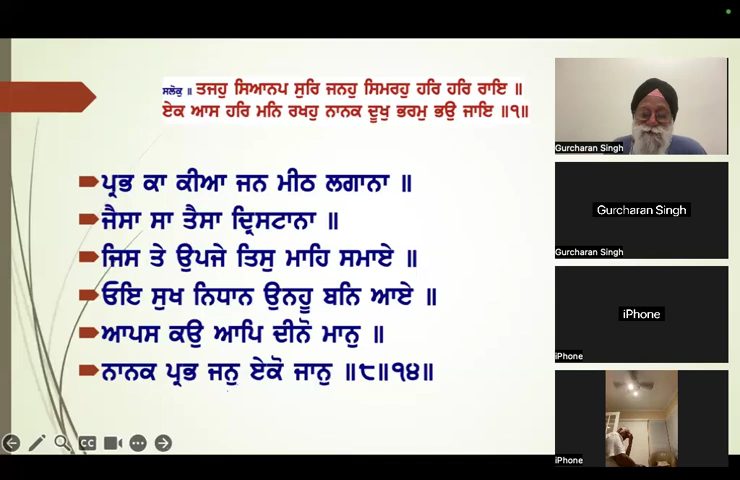 ਸਲੋਕੁ ॥ ਤਜਹੁ ਸਿਆਨਪ ਸੁਰਿ ਜਨਹੁ ਸਿਮਰਹੁ ਹਰਿ ਹਰਿ ਰਾਇ ॥
ਏਕ ਆਸ ਹਰਿ ਮਨਿ ਰਖਹੁ ਨਾਨਕ ਦੂਖੁ ਭਰਮੁ ਭਉ ਜਾਇ ॥੧॥
ਪ੍ਰਭ ਕਾ ਕੀਆ ਜਨ ਮੀਠ ਲਗਾਨਾ ॥
ਜੈਸਾ ਸਾ ਤੈਸਾ ਦ੍ਰਿਸਟਾਨਾ ॥
ਜਿਸ ਤੇ ਉਪਜੇ ਤਿਸੁ ਮਾਹਿ ਸਮਾਏ ॥
ਓਇ ਸੁਖ ਨਿਧਾਨ ਉਨਹੂ ਬਨਿ ਆਏ ॥
ਆਪਸ ਕਉ ਆਪਿ ਦੀਨੋ ਮਾਨੁ ॥
ਨਾਨਕ ਪ੍ਰਭ ਜਨੁ ਏਕੋ ਜਾਨੁ ॥੮॥੧੪॥
CC
Gurcharan Singh
Gurcharan Singh
Gurcharan Singh
iPhone
iPhone
iPhone